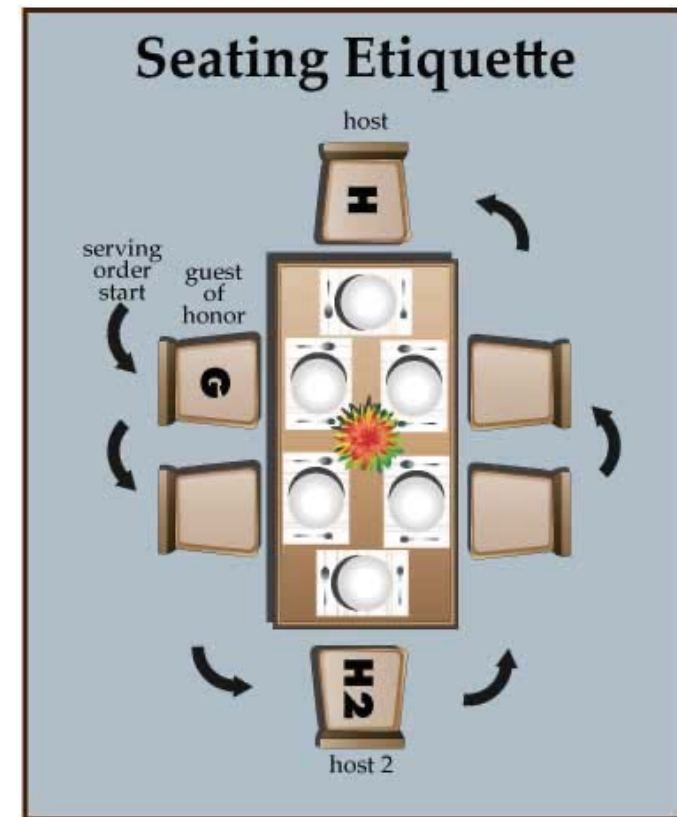 Seating Etiquette
host
H
serving
order
start
guest
of
honor
G
H2
host 2